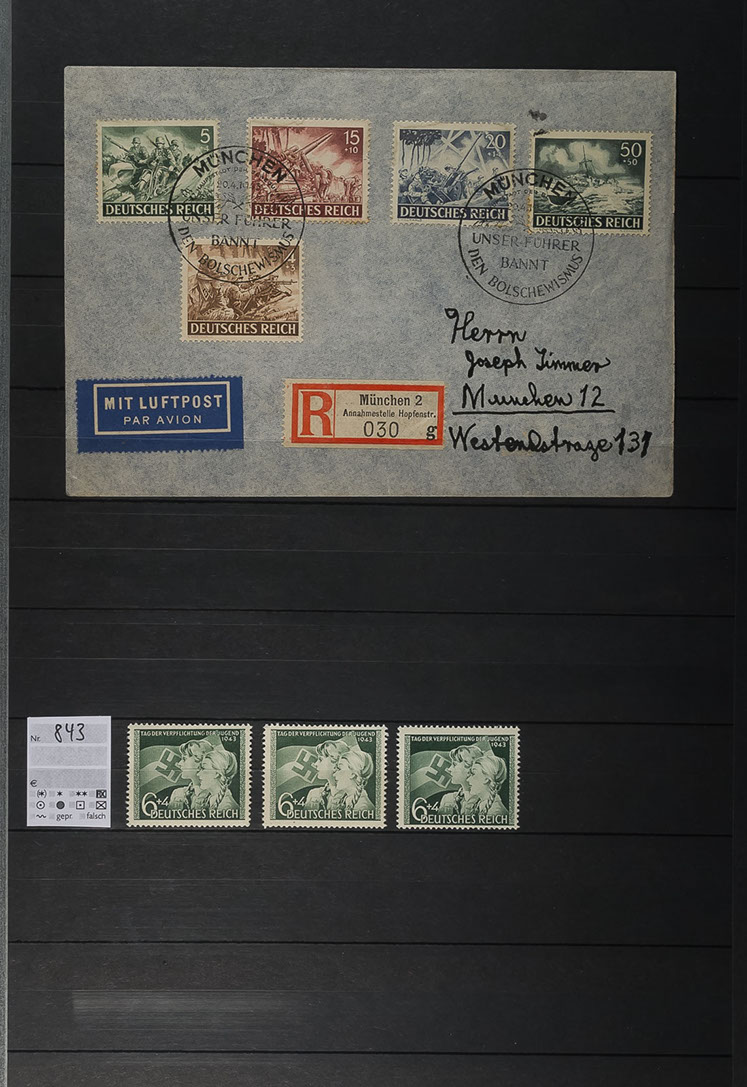 5
DEUTSCHES REICH
15
+10
DEUTSCHES REICH
20
DEUTSCHES REICH
50
+50
DEUTSCHES REICH
DEUTSCHES REICH
MÜNCHEN
UNSER FÜHRER
BANNT
DEN BOLSCHEWISMUS
MÜNCHEN
UNSER FÜHRER
BANNT
DEN BOLSCHEWISMUS
Herrn
Joseph Zimmer
München 12
Westendstraze 131
MIT LUFTPOST
PAR AVION
R
München 2
Annahmestelle Hopfenstr.
030 g
Nr. 843
€
(*) * **
gepr. falsch
TAG DER VERPFLICHTUNG DER JUGEND
1943
6+4
DEUTSCHES REICH
TAG DER VERPFLICHTUNG DER JUGEND
1943
6+4
DEUTSCHES REICH
TAG DER VERPFLICHTUNG DER JUGEND
1943
6+4
DEUTSCHES REICH